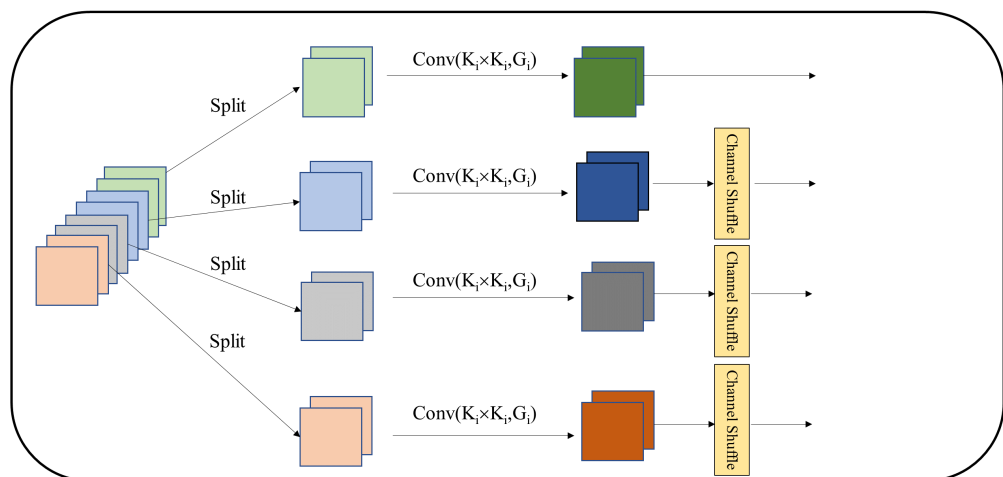 Conv(Kᵢ×Kᵢ,Gᵢ)
Split
Conv(Kᵢ×Kᵢ,Gᵢ)
Channel Shuffle
Split
Split
Conv(Kᵢ×Kᵢ,Gᵢ)
Channel Shuffle
Split
Conv(Kᵢ×Kᵢ,Gᵢ)
Channel Shuffle